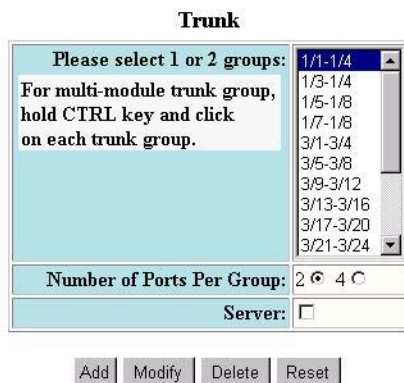 Trunk
Please select 1 or 2 groups:
For multi-module trunk group,
hold CTRL key and click
on each trunk group.
1/1-1/4
1/3-1/4
1/5-1/8
1/7-1/8
3/1-3/4
3/5-3/8
3/9-3/12
3/13-3/16
3/17-3/20
3/21-3/24
Number of Ports Per Group: 2 4
Server:
Add Modify Delete Reset